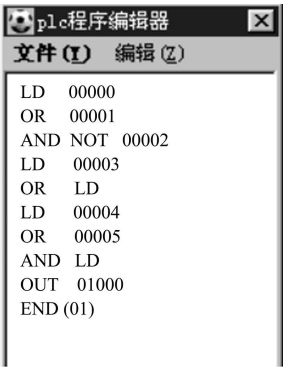 plc程序编辑器
文件(I) 编辑(Z)
LD 00000
OR 00001
AND NOT 00002
LD 00003
OR LD
LD 00004
OR 00005
AND LD
OUT 01000
END (01)